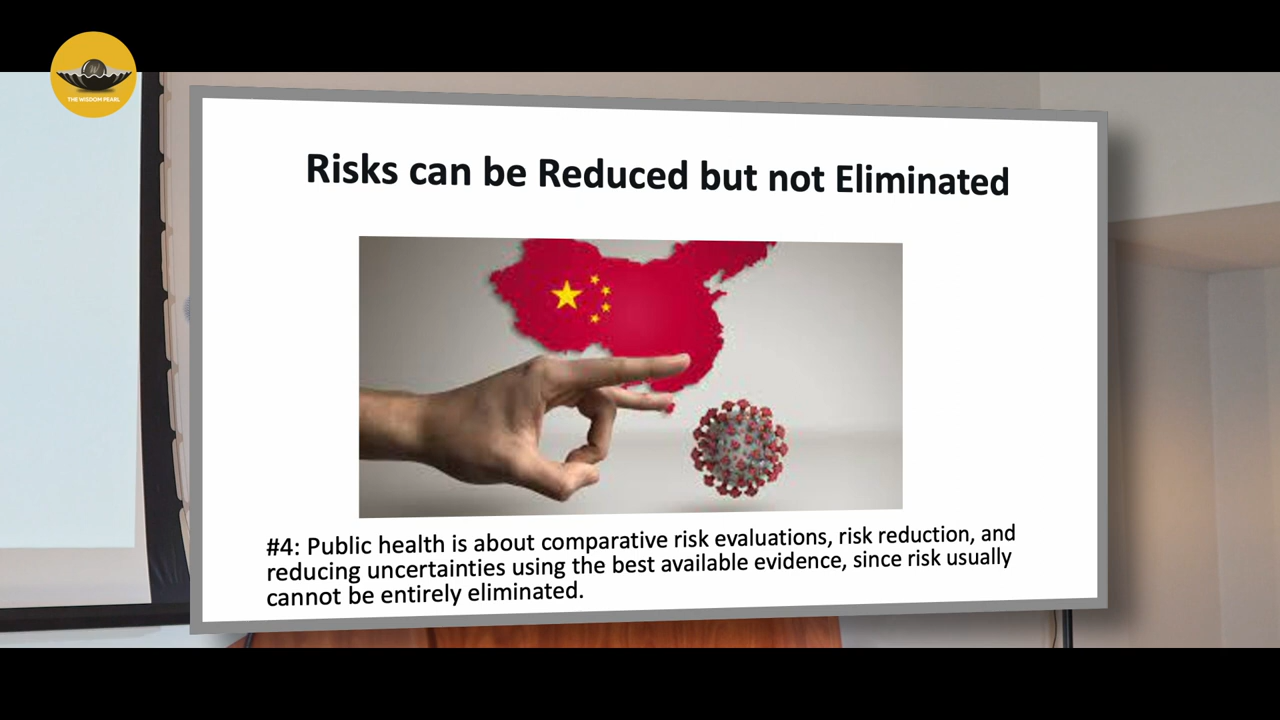 THE WISDOM PEARL
Risks can be Reduced but not Eliminated
#4: Public health is about comparative risk evaluations, risk reduction, and
reducing uncertainties using the best available evidence, since risk usually
cannot be entirely eliminated.